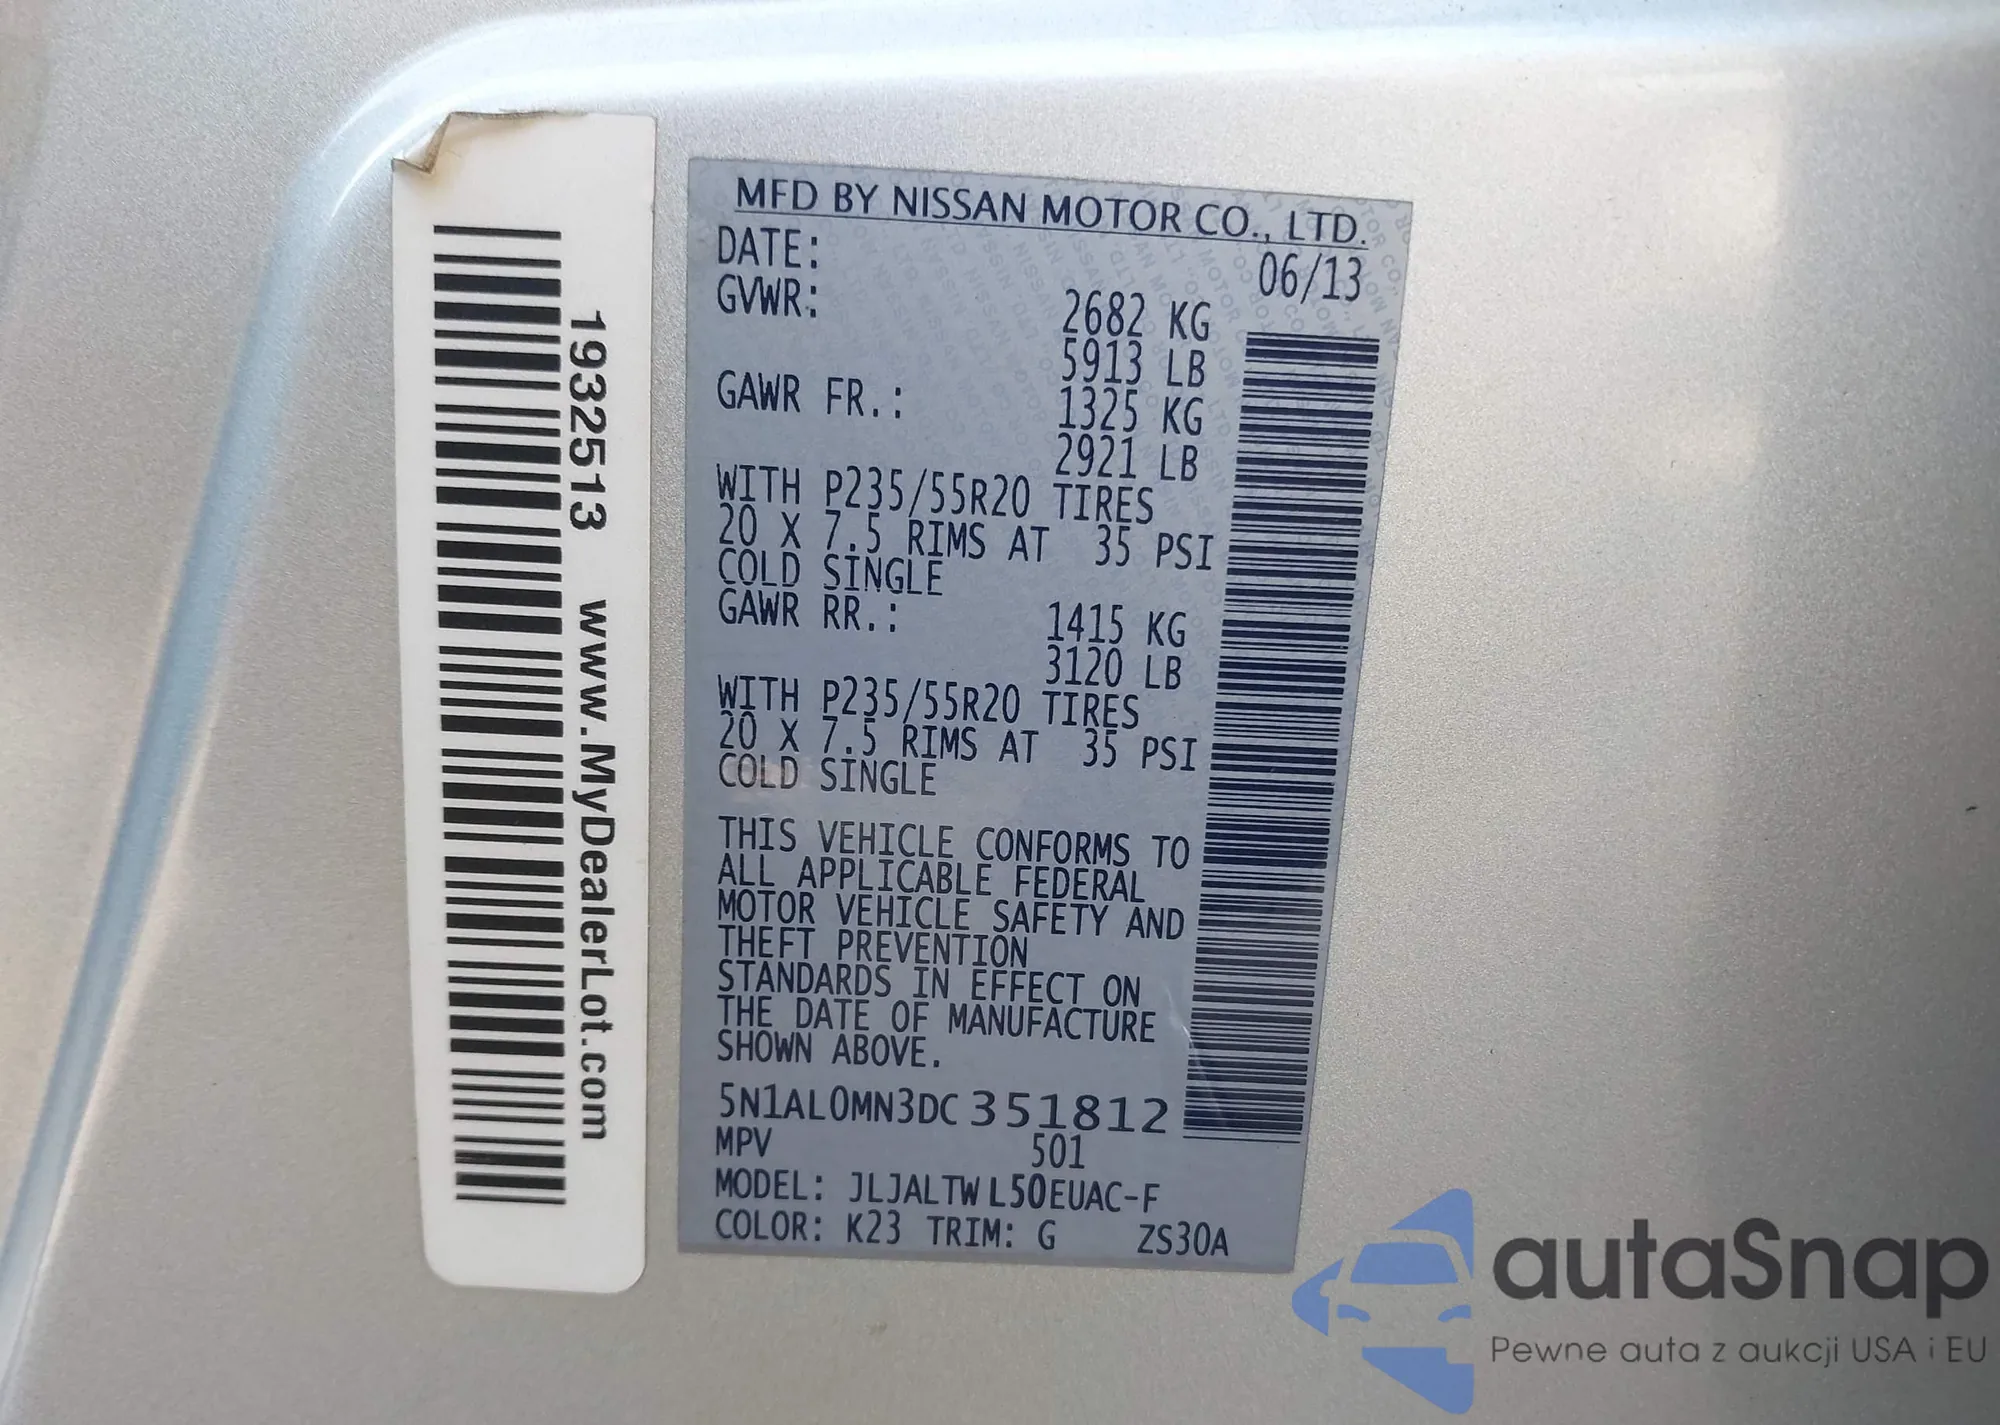 1932513 www.MyDealerLot.com
MFD BY NISSAN MOTOR CO., LTD.
DATE: 06/13
GVWR: 2682 KG
5913 LB
GAWR FR.: 1325 KG
2921 LB
WITH P235/55R20 TIRES
20 X 7.5 RIMS AT 35 PSI
COLD SINGLE
GAWR RR.: 1415 KG
3120 LB
WITH P235/55R20 TIRES
20 X 7.5 RIMS AT 35 PSI
COLD SINGLE
THIS VEHICLE CONFORMS TO
ALL APPLICABLE FEDERAL
MOTOR VEHICLE SAFETY AND
THEFT PREVENTION
STANDARDS IN EFFECT ON
THE DATE OF MANUFACTURE
SHOWN ABOVE.
5N1AL0MN3DC351812
MPV 501
MODEL: JLJALTWL50EUAC-F
COLOR: K23 TRIM: G ZS30A
autaSnap
Pewne auta z aukcji USA i EU